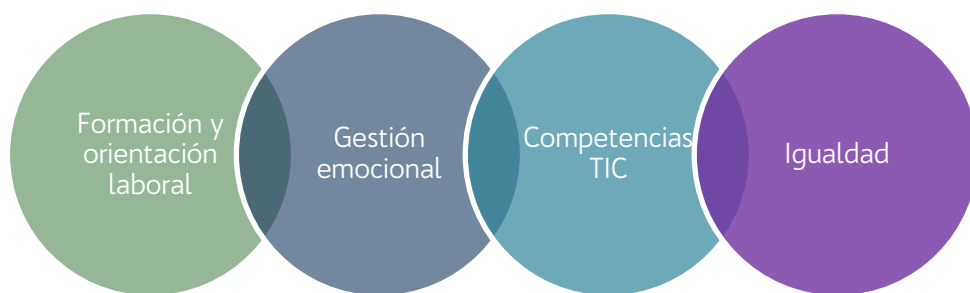 Formación y
orientación
laboral
Gestión
emocional
Competencias
TIC
Igualdad